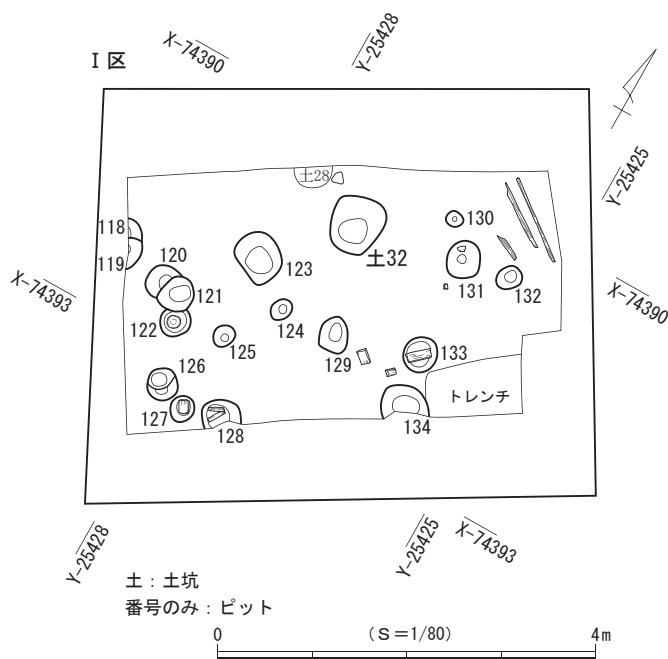 Ⅰ区
X-74390
Y-25428
Y-25425
土28
118
119
120
121
122
123
土32
130
131
132
X-74393
X-74390
124
125
129
133
126
127
128
134
トレンチ
Y-25428
Y-25425
X-74393
土：土坑
番号のみ：ピット
0 （S＝1/80） 4m